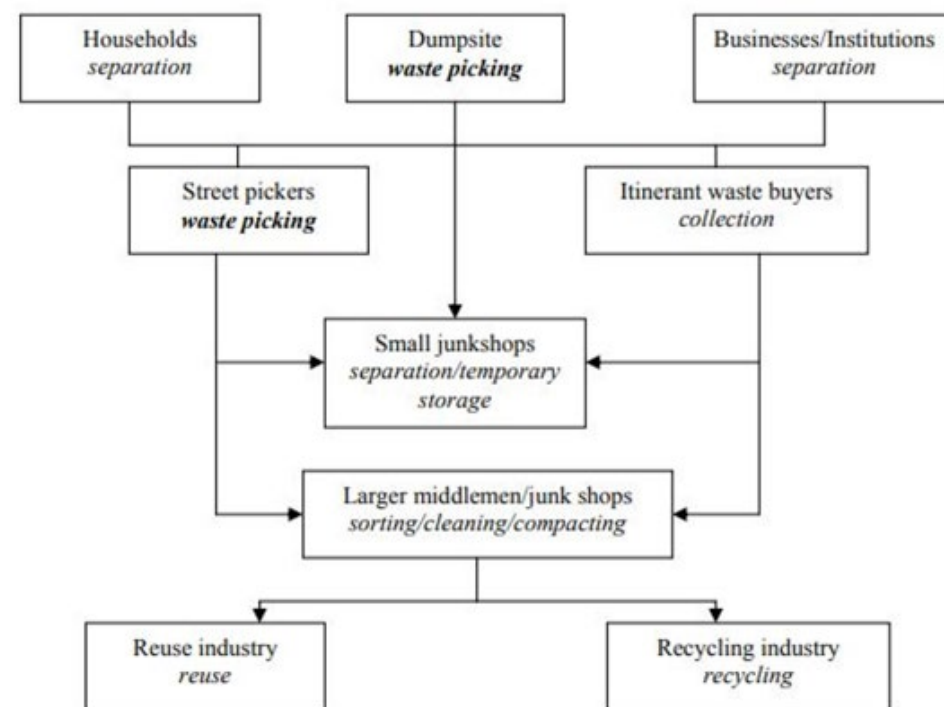 Households
separation
Dumpsite
waste picking
Businesses/Institutions
separation
Street pickers
waste picking
Itinerant waste buyers
collection
Small junkshops
separation/temporary
storage
Larger middlemen/junk shops
sorting/cleaning/compacting
Reuse industry
reuse
Recycling industry
recycling